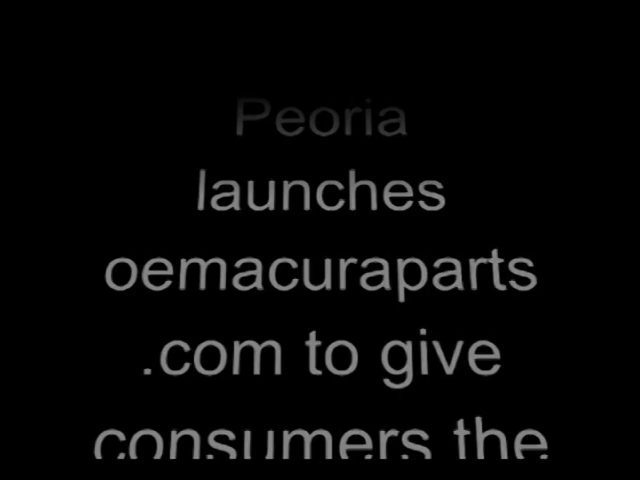 Peoria
launches
oemacuraparts
.com to give
consumers the